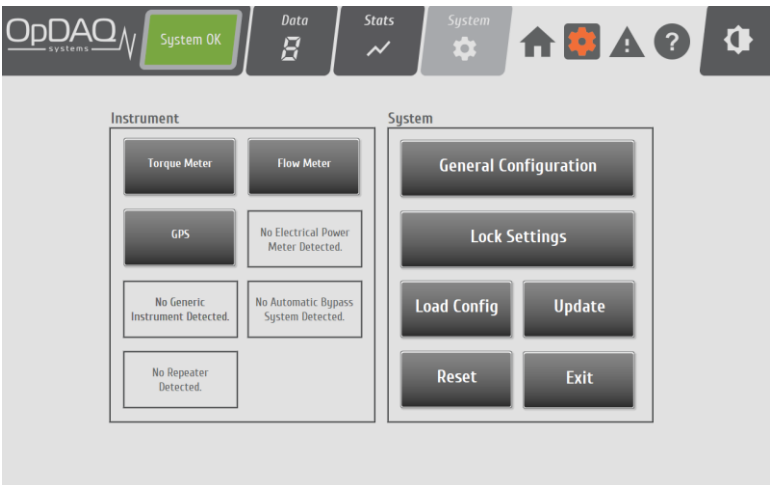 OpDAQ
systems
System OK
Data
8
Stats
System
?
Instrument
Torque Meter
Flow Meter
GPS
No Electrical Power
Meter Detected.
No Generic
Instrument Detected.
No Automatic Bypass
System Detected.
No Repeater
Detected.
System
General Configuration
Lock Settings
Load Config
Update
Reset
Exit